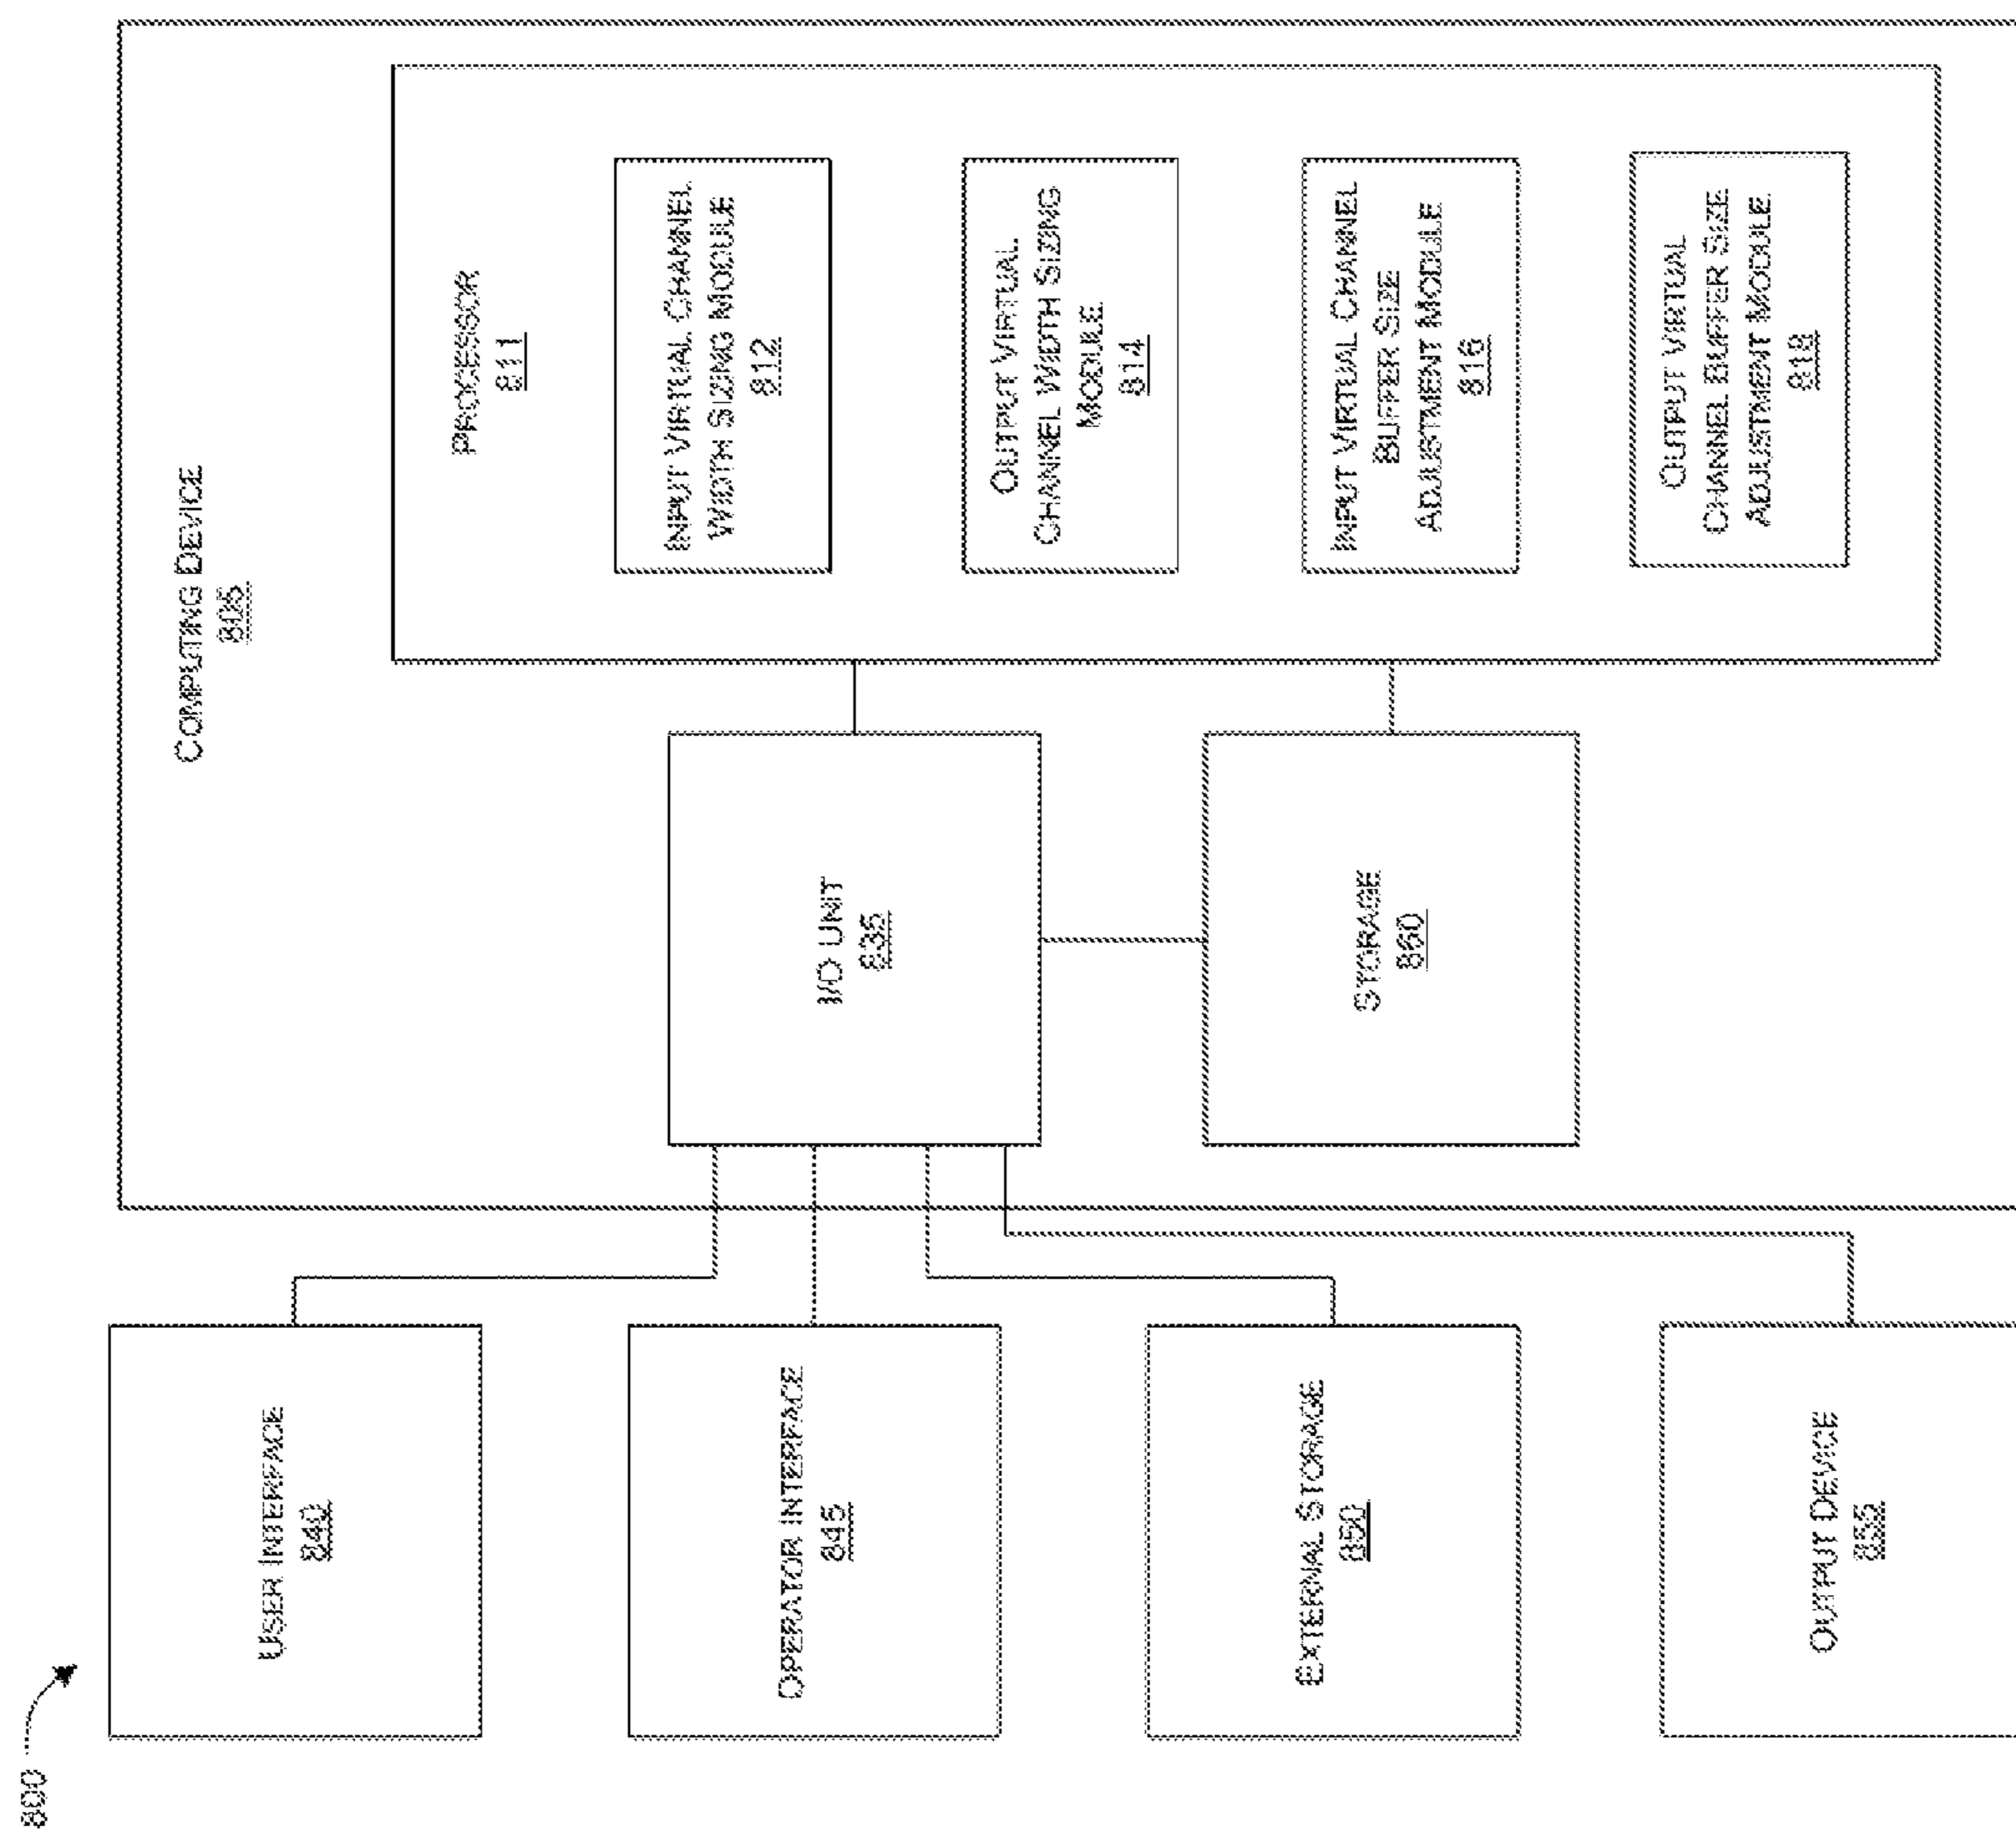 800
COMPUTING DEVICE
805
USER INTERFACE
840
OPERATOR INTERFACE
845
EXTERNAL STORAGE
850
OUTPUT DEVICE
855
I/O UNIT
835
STORAGE
860
PROCESSOR
811
INPUT VIRTUAL CHANNEL
WIDTH SIZING MODULE
812
OUTPUT VIRTUAL
CHANNEL WIDTH SIZING
MODULE
814
INPUT VIRTUAL CHANNEL
BUFFER SIZE
ADJUSTMENT MODULE
816
OUTPUT VIRTUAL
CHANNEL BUFFER SIZE
ADJUSTMENT MODULE
818